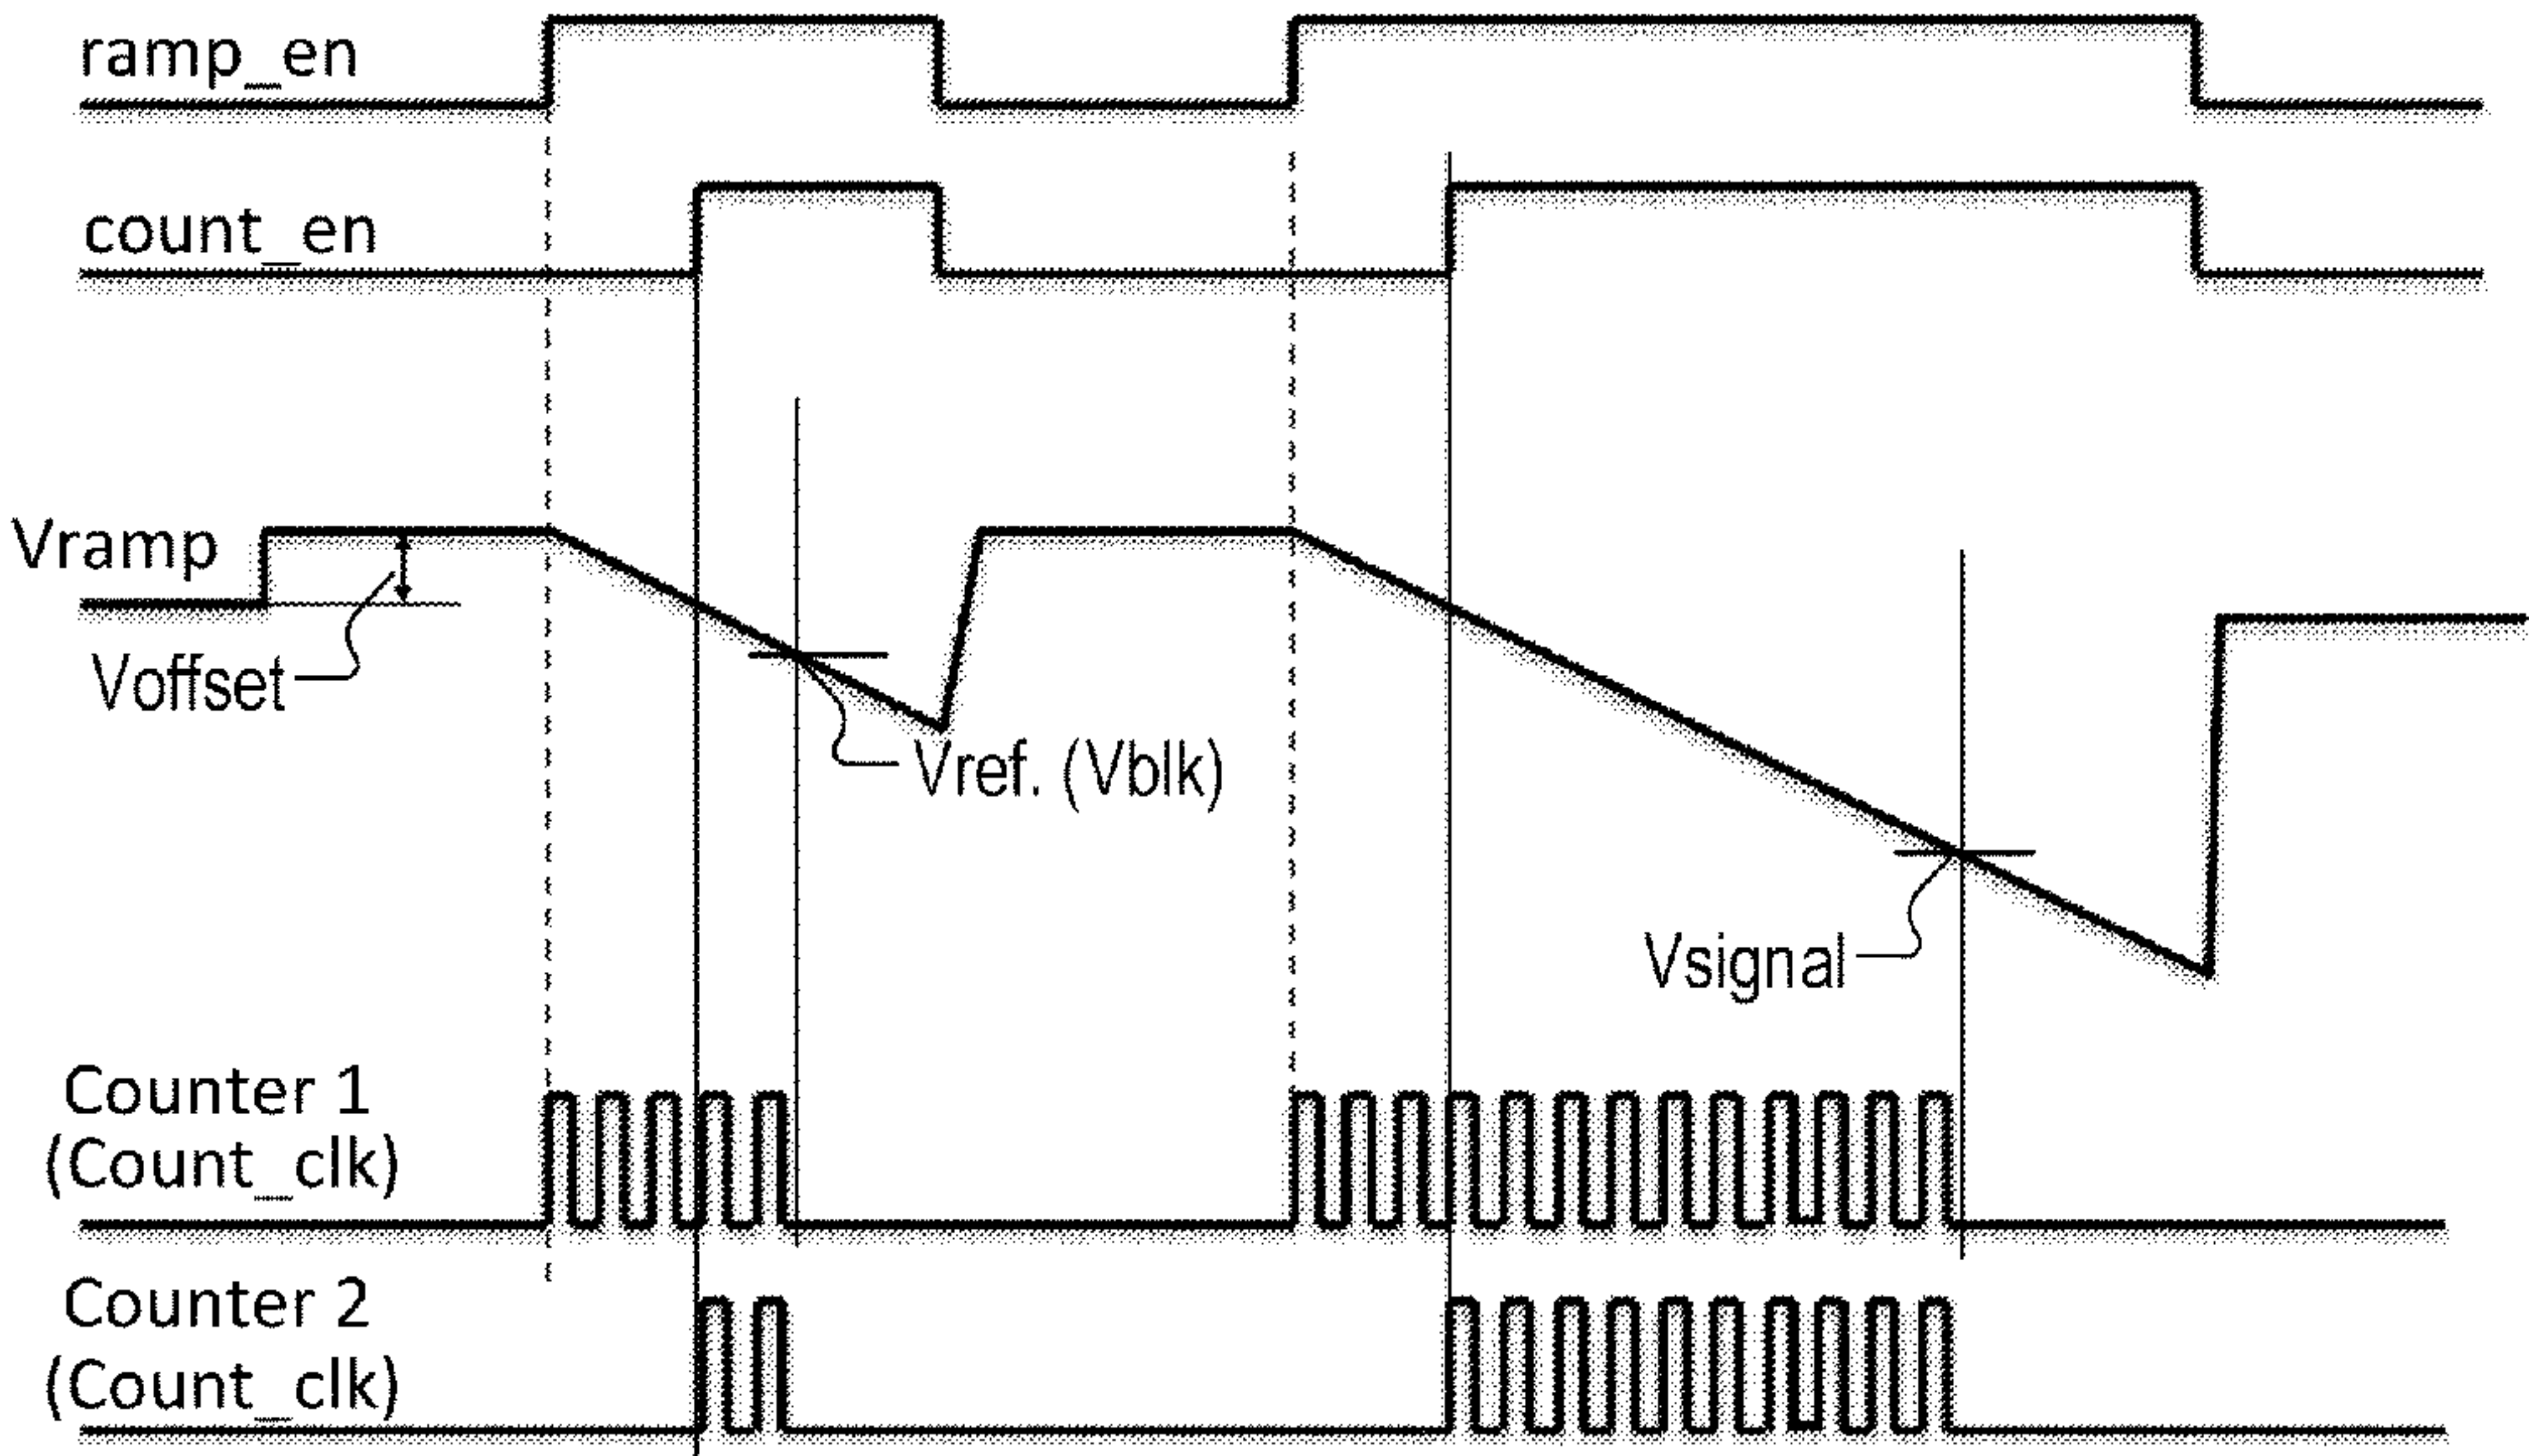 ramp_en
count_en
Vramp
Voffset
Vref. (Vblk)
Vsignal
Counter 1
(Count_clk)
Counter 2
(Count_clk)